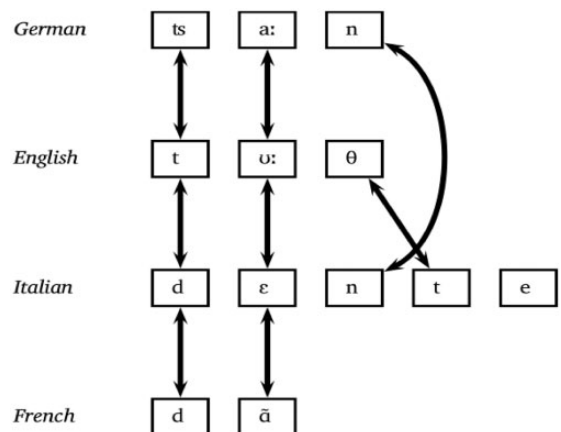 German ts aː n
English t ʊː θ
Italian d ɛ n t e
French d ɑ̃